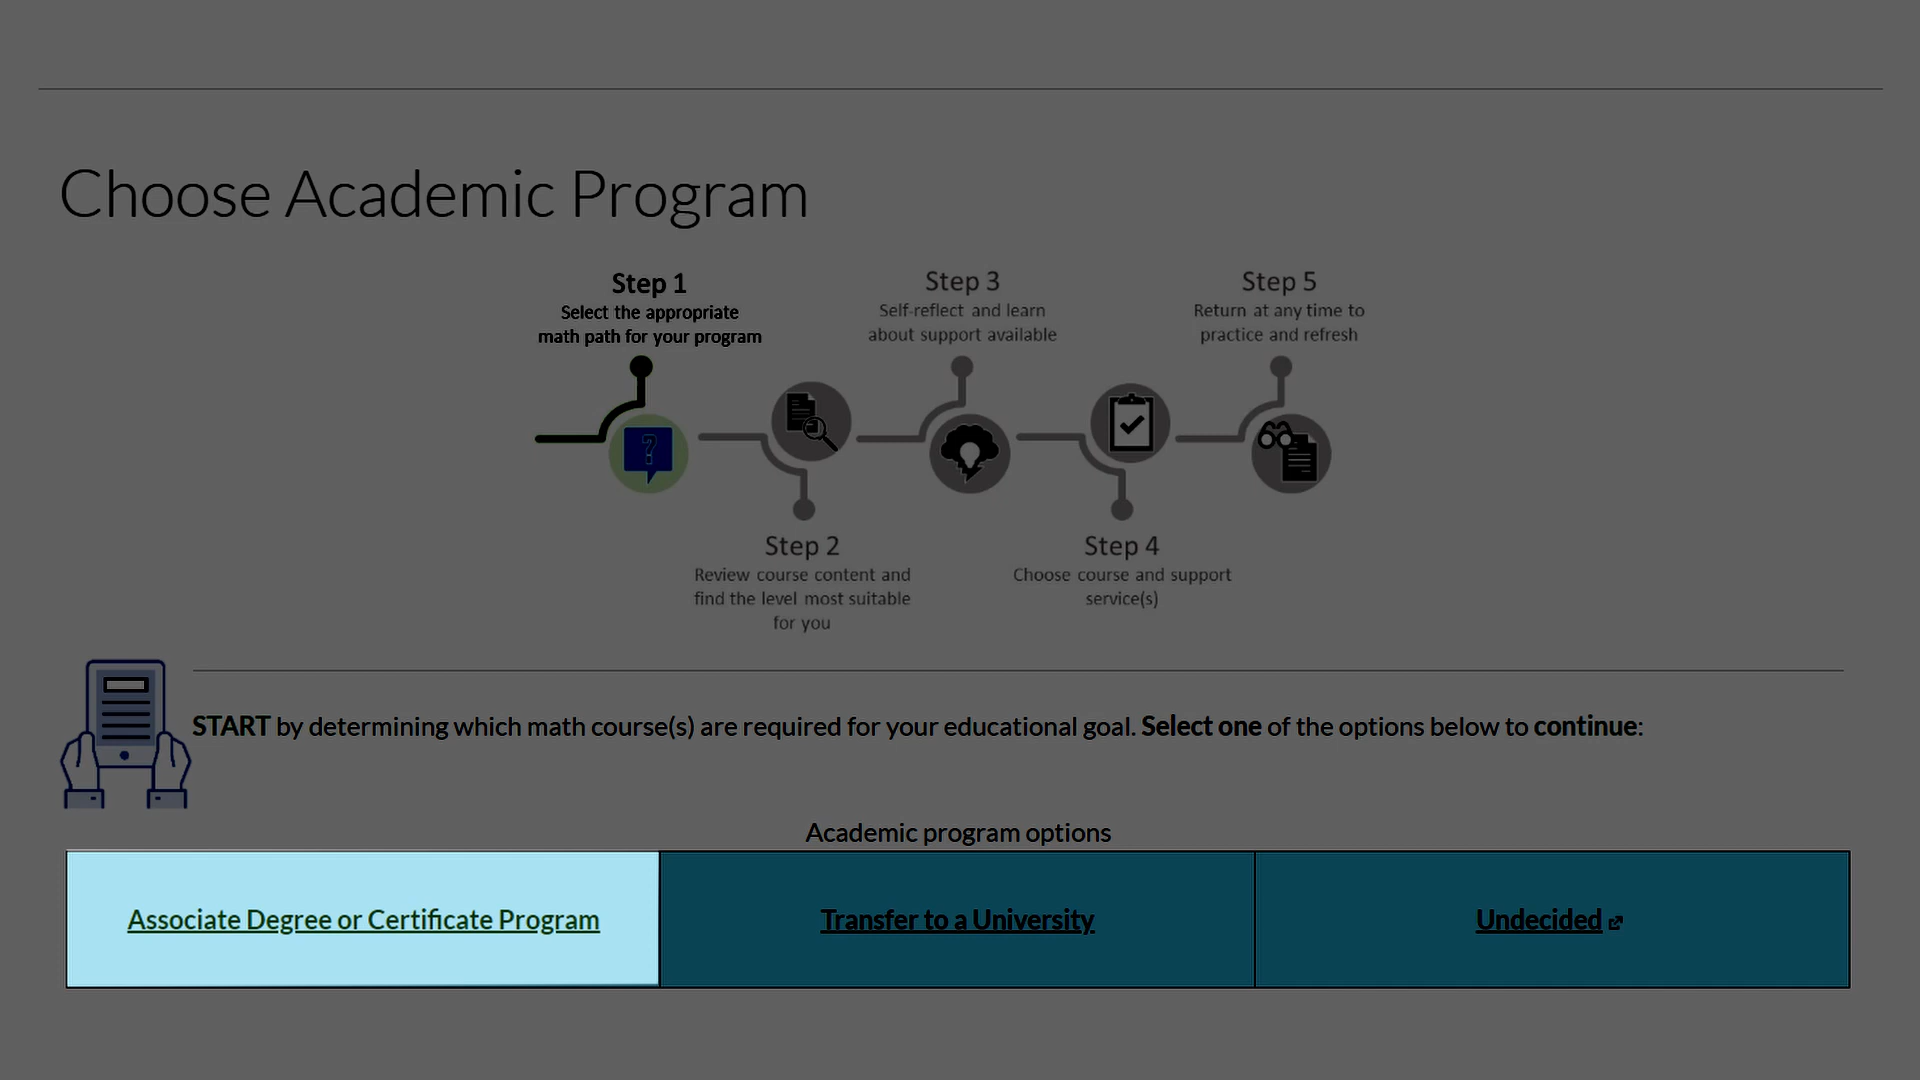 Choose Academic Program
Step 1
Select the appropriate
math path for your program
Step 3
Self-reflect and learn
about support available
Step 5
Return at any time to
practice and refresh
?
Step 2
Review course content and
find the level most suitable
for you
Step 4
Choose course and support
service(s)
START by determining which math course(s) are required for your educational goal. Select one of the options below to continue:
Academic program options
Associate Degree or Certificate Program
Transfer to a University
Undecided